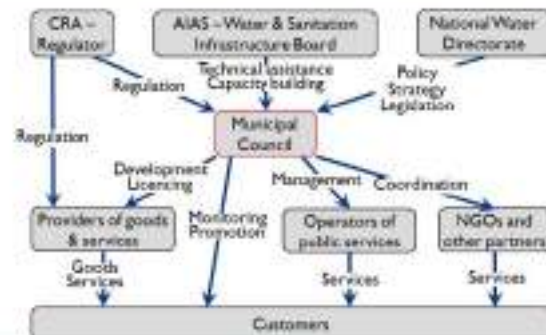 CRA –
Regulator
AIAS – Water & Sanitation
Infrastructure Board
National Water
Directorate
Technical assistance
Capacity building
Regulation
Policy
Strategy
Legislation
Regulation
Municipal
Council
Development
Licencing
Management
Coordination
Monitoring
Promotion
Providers of goods
& services
Operators of
public services
NGOs and
other partners
Goods
Services
Services
Services
Customers